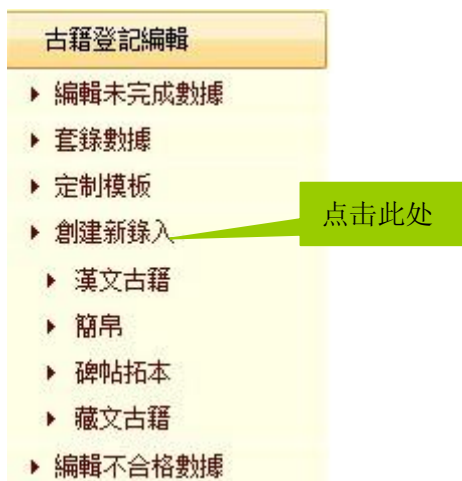 古籍登記編輯
編輯未完成數據
套錄數據
定制模板
創建新錄入
点击此处
漢文古籍
簡帛
碑帖拓本
藏文古籍
編輯不合格數據